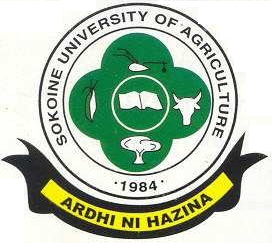 SOKOINE UNIVERSITY OF AGRICULTURE
·1984·
ARDHI NI HAZINA